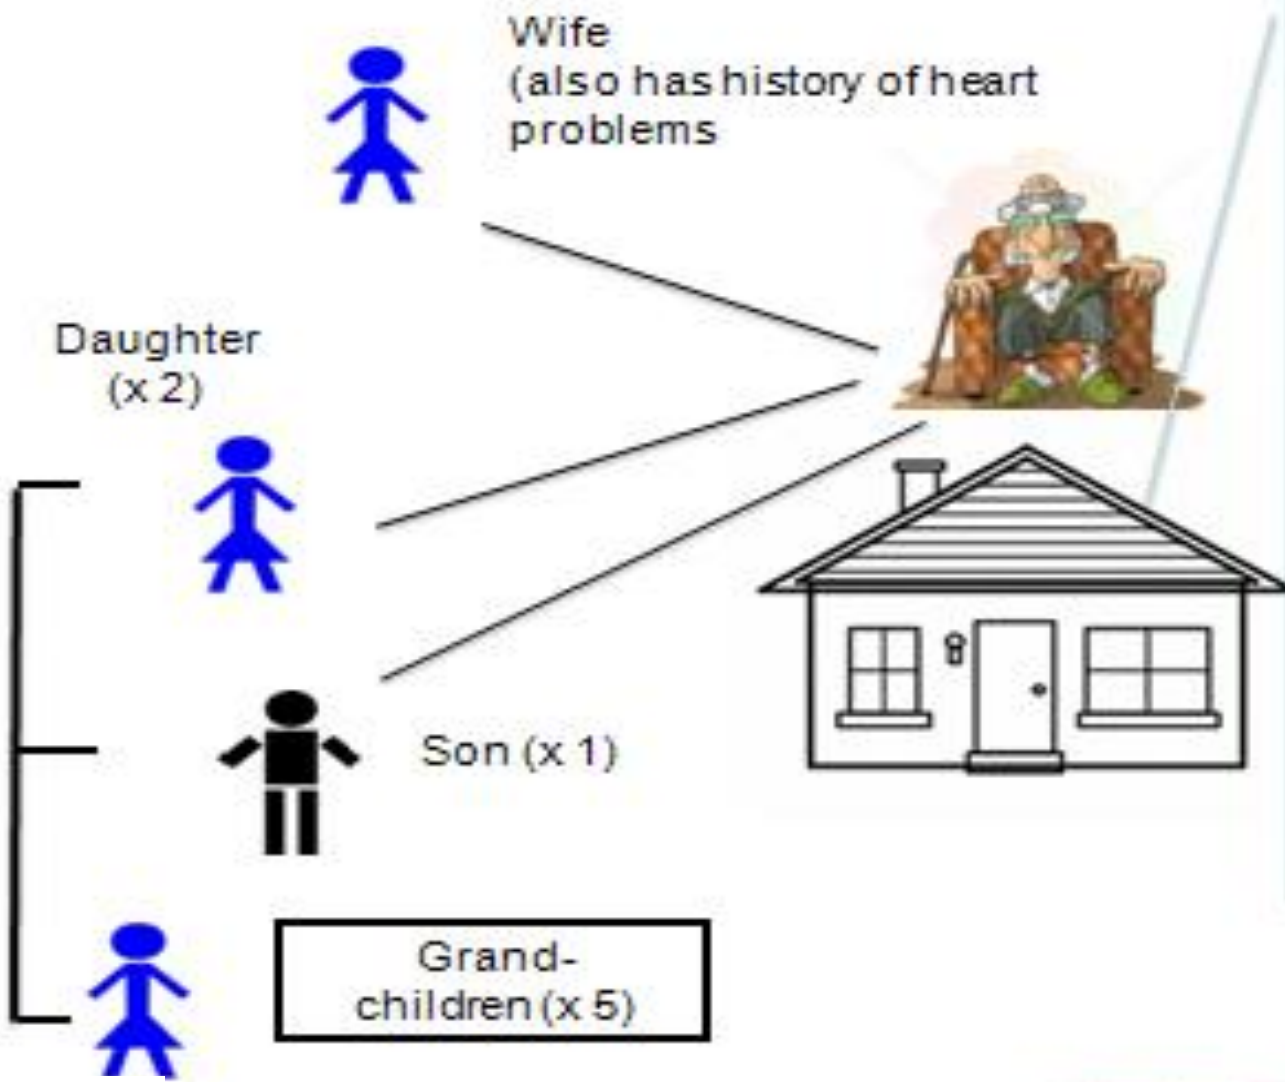 Wife
(also has history of heart
problems
Daughter
(x 2)
Son (x 1)
Grand-
children (x 5)